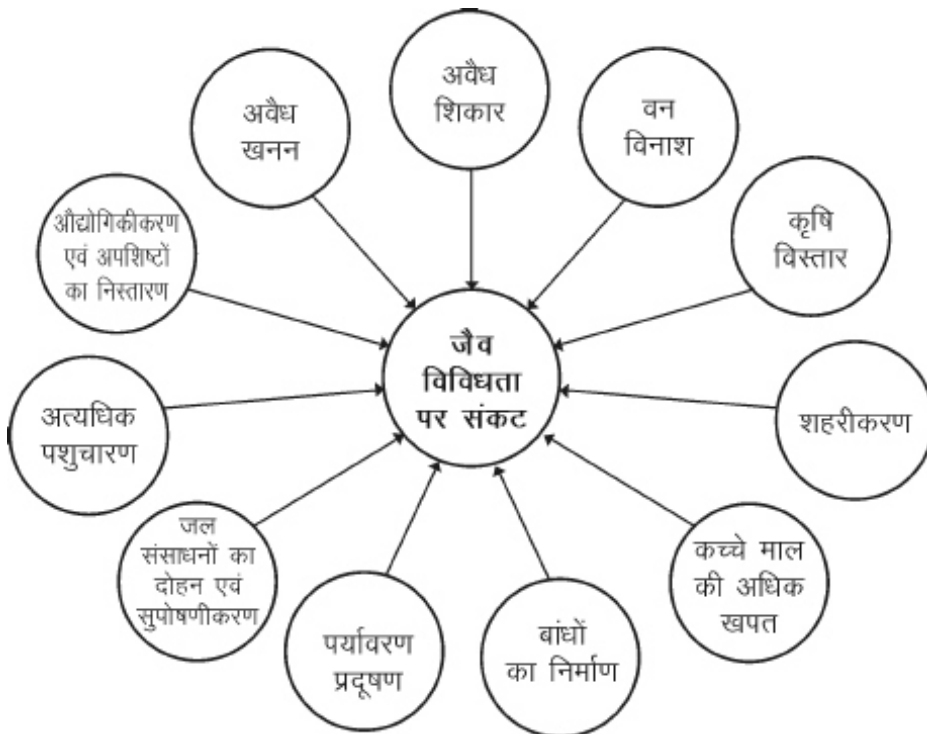 अवैध
शिकार
वन
विनाश
कृषि
विस्तार
शहरीकरण
कच्चे माल
की अधिक
खपत
बांधों
का निर्माण
पर्यावरण
प्रदूषण
जल
संसाधनों का
दोहन एवं
सुपोषणीकरण
अत्यधिक
पशुचारण
औद्योगिकीकरण
एवं अपशिष्टों
का निस्तारण
अवैध
खनन
जैव
विविधता
पर संकट